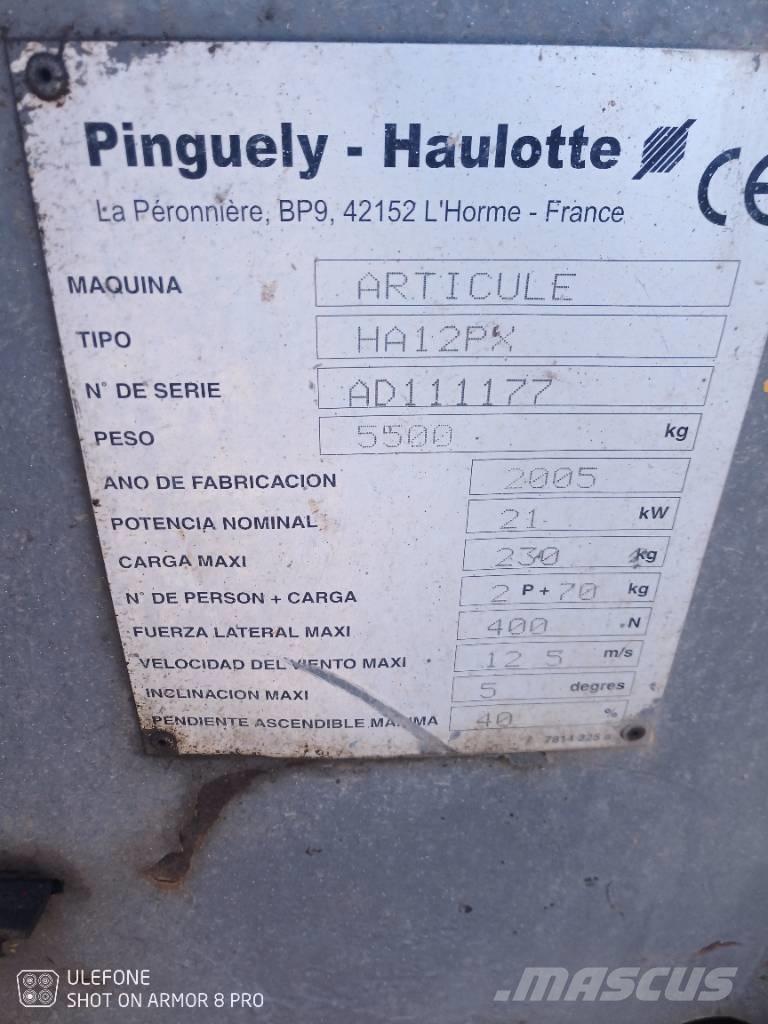 Pinguely - Haulotte
CE
La Péronnière, BP9, 42152 L'Horme - France
MAQUINA ARTICULE
TIPO HA12PX
N° DE SERIE AD111177
PESO 5500 kg
ANO DE FABRICACION 2005
POTENCIA NOMINAL 21 kW
CARGA MAXI 230 kg
N° DE PERSON + CARGA 2 P + 70 kg
FUERZA LATERAL MAXI 400 N
VELOCIDAD DEL VIENTO MAXI 12 5 m/s
INCLINACION MAXI 5 degres
PENDIENTE ASCENDIBLE MAXIMA 40 %
ULEFONE
SHOT ON ARMOR 8 PRO
MASCUS